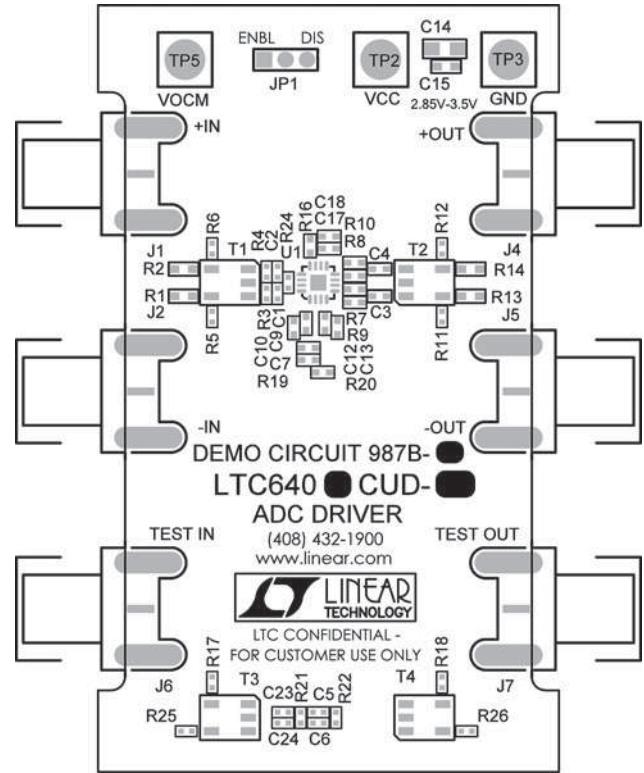 ENBL DIS
C14
TP5
TP2
TP3
JP1
C15
VOCM
VCC
2.85V-3.5V
GND
+IN
+OUT
R6
R4
C2
R24
R16
C18
C17
R10
R8
R12
J1
T1
U1
C4
T2
J4
R2
R14
R1
R13
J2
R3
C1
C3
J5
R5
R7
R9
R11
C10
C9
C7
C12
C13
R19
R20
-IN
-OUT
DEMO CIRCUIT 987B-
LTC640 CUD-
ADC DRIVER
TEST IN
(408) 432-1900
TEST OUT
www.linear.com
LT LINEAR
TECHNOLOGY
LTC CONFIDENTIAL -
FOR CUSTOMER USE ONLY
R17
R18
J6
T3
R21
R22
T4
J7
C23
C5
R25
C24
C6
R26